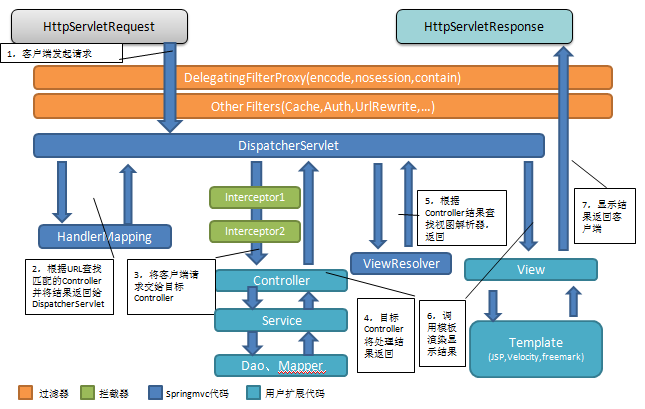 HttpServletRequest
HttpServletResponse
1，客户端发起请求
DelegatingFilterProxy(encode,nosession,contain)
Other Filters(Cache,Auth,UrlRewrite,...)
DispatcherServlet
Interceptor1
Interceptor2
HandlerMapping
2，根据URL查找
匹配的Controller
并将结果返回给
DispatcherServlet
3，将客户端请
求交给目标
Controller
Controller
Service
Dao、Mapper
4，目标
Controller
将处理结
果返回
ViewResolver
5，根据
Controller结果查
找视图解析器，
返回
6，调
用模板
渲染显
示结果
7，显示结
果返回客
户端
View
Template
(JSP,Velocity,freemark)
过滤器
拦截器
Springmvc代码
用户扩展代码